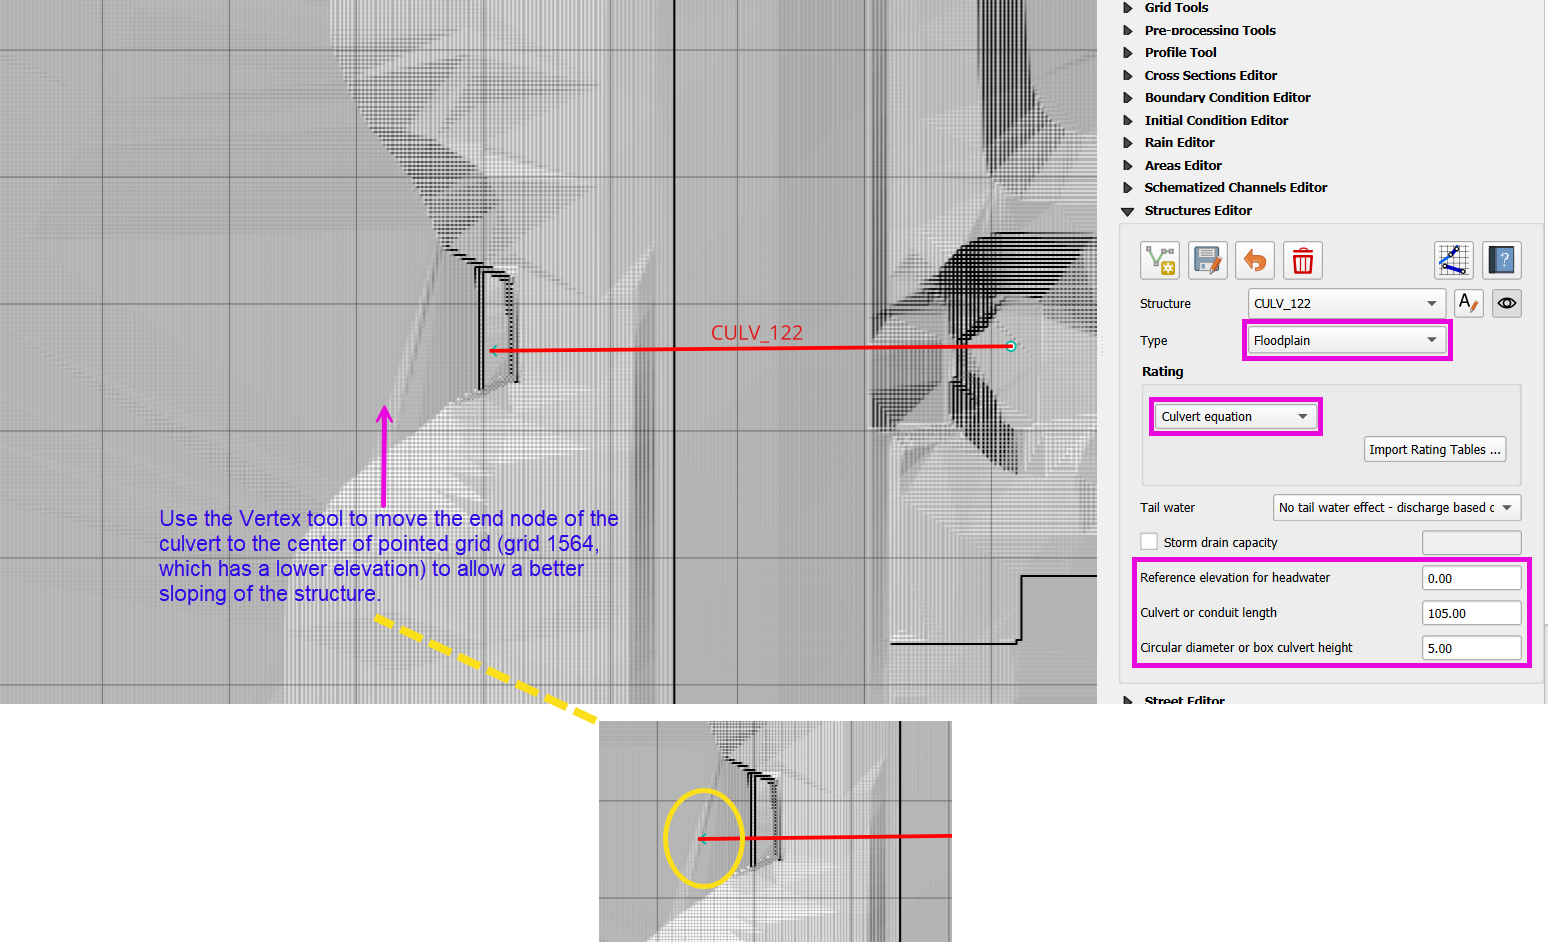 Grid Tools
Pre-processing Tools
Profile Tool
Cross Sections Editor
Boundary Condition Editor
Initial Condition Editor
Rain Editor
Areas Editor
Schematized Channels Editor
Structures Editor
?
Structure
CULV_122
A
Type
Floodplain
Rating
Culvert equation
Import Rating Tables ...
Tail water
No tail water effect - discharge based c
Storm drain capacity
Reference elevation for headwater
0.00
Culvert or conduit length
105.00
Circular diameter or box culvert height
5.00
Street Editor
CULV_122
Use the Vertex tool to move the end node of the
culvert to the center of pointed grid (grid 1564,
which has a lower elevation) to allow a better
sloping of the structure.